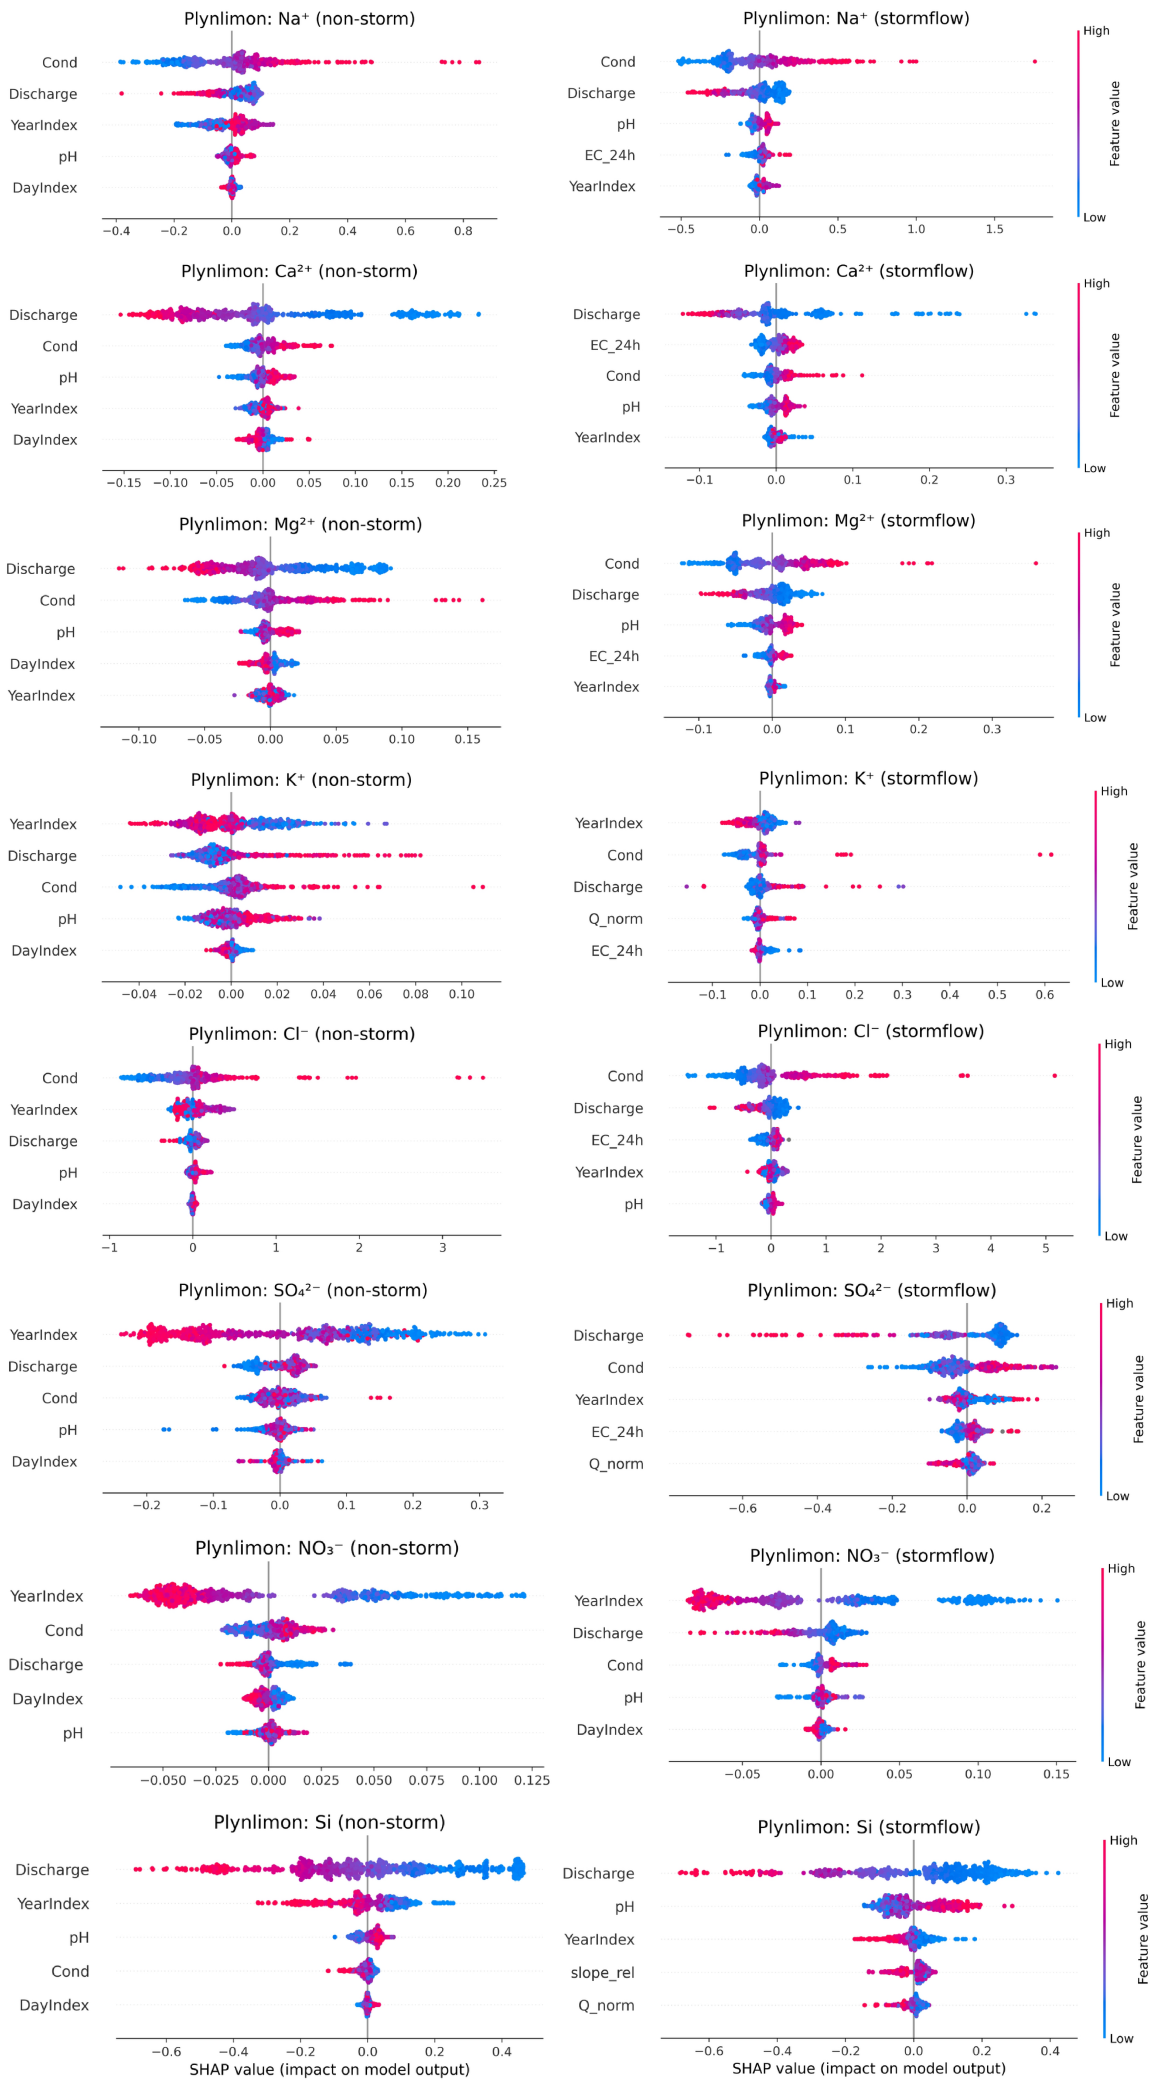 Plynlimon: Na⁺ (non-storm)
Cond
Discharge
YearIndex
pH
DayIndex
−0.4 −0.2 0.0 0.2 0.4 0.6 0.8
Plynlimon: Na⁺ (stormflow)
Cond
Discharge
pH
EC_24h
YearIndex
−0.5 0.0 0.5 1.0 1.5
High
Feature value
Low
Plynlimon: Ca²⁺ (non-storm)
Discharge
Cond
pH
YearIndex
DayIndex
−0.15 −0.10 −0.05 0.00 0.05 0.10 0.15 0.20 0.25
Plynlimon: Ca²⁺ (stormflow)
Discharge
EC_24h
Cond
pH
YearIndex
−0.1 0.0 0.1 0.2 0.3
High
Feature value
Low
Plynlimon: Mg²⁺ (non-storm)
Discharge
Cond
pH
DayIndex
YearIndex
−0.10 −0.05 0.00 0.05 0.10 0.15
Plynlimon: Mg²⁺ (stormflow)
Cond
Discharge
pH
EC_24h
YearIndex
−0.1 0.0 0.1 0.2 0.3
High
Feature value
Low
Plynlimon: K⁺ (non-storm)
YearIndex
Discharge
Cond
pH
DayIndex
−0.04 −0.02 0.00 0.02 0.04 0.06 0.08 0.10
Plynlimon: K⁺ (stormflow)
YearIndex
Cond
Discharge
Q_norm
EC_24h
−0.1 0.0 0.1 0.2 0.3 0.4 0.5 0.6
High
Feature value
Low
Plynlimon: Cl⁻ (non-storm)
Cond
YearIndex
Discharge
pH
DayIndex
−1 0 1 2 3
Plynlimon: Cl⁻ (stormflow)
Cond
Discharge
EC_24h
YearIndex
pH
−1 0 1 2 3 4 5
High
Feature value
Low
Plynlimon: SO₄²⁻ (non-storm)
YearIndex
Discharge
Cond
pH
DayIndex
−0.2 −0.1 0.0 0.1 0.2 0.3
Plynlimon: SO₄²⁻ (stormflow)
Discharge
Cond
YearIndex
EC_24h
Q_norm
−0.6 −0.4 −0.2 0.0 0.2
High
Feature value
Low
Plynlimon: NO₃⁻ (non-storm)
YearIndex
Cond
Discharge
DayIndex
pH
−0.050 −0.025 0.000 0.025 0.050 0.075 0.100 0.125
Plynlimon: NO₃⁻ (stormflow)
YearIndex
Discharge
Cond
pH
DayIndex
−0.05 0.00 0.05 0.10 0.15
High
Feature value
Low
Plynlimon: Si (non-storm)
Discharge
YearIndex
pH
Cond
DayIndex
−0.6 −0.4 −0.2 0.0 0.2 0.4
SHAP value (impact on model output)
Plynlimon: Si (stormflow)
Discharge
pH
YearIndex
slope_rel
Q_norm
−0.6 −0.4 −0.2 0.0 0.2 0.4
SHAP value (impact on model output)
High
Feature value
Low